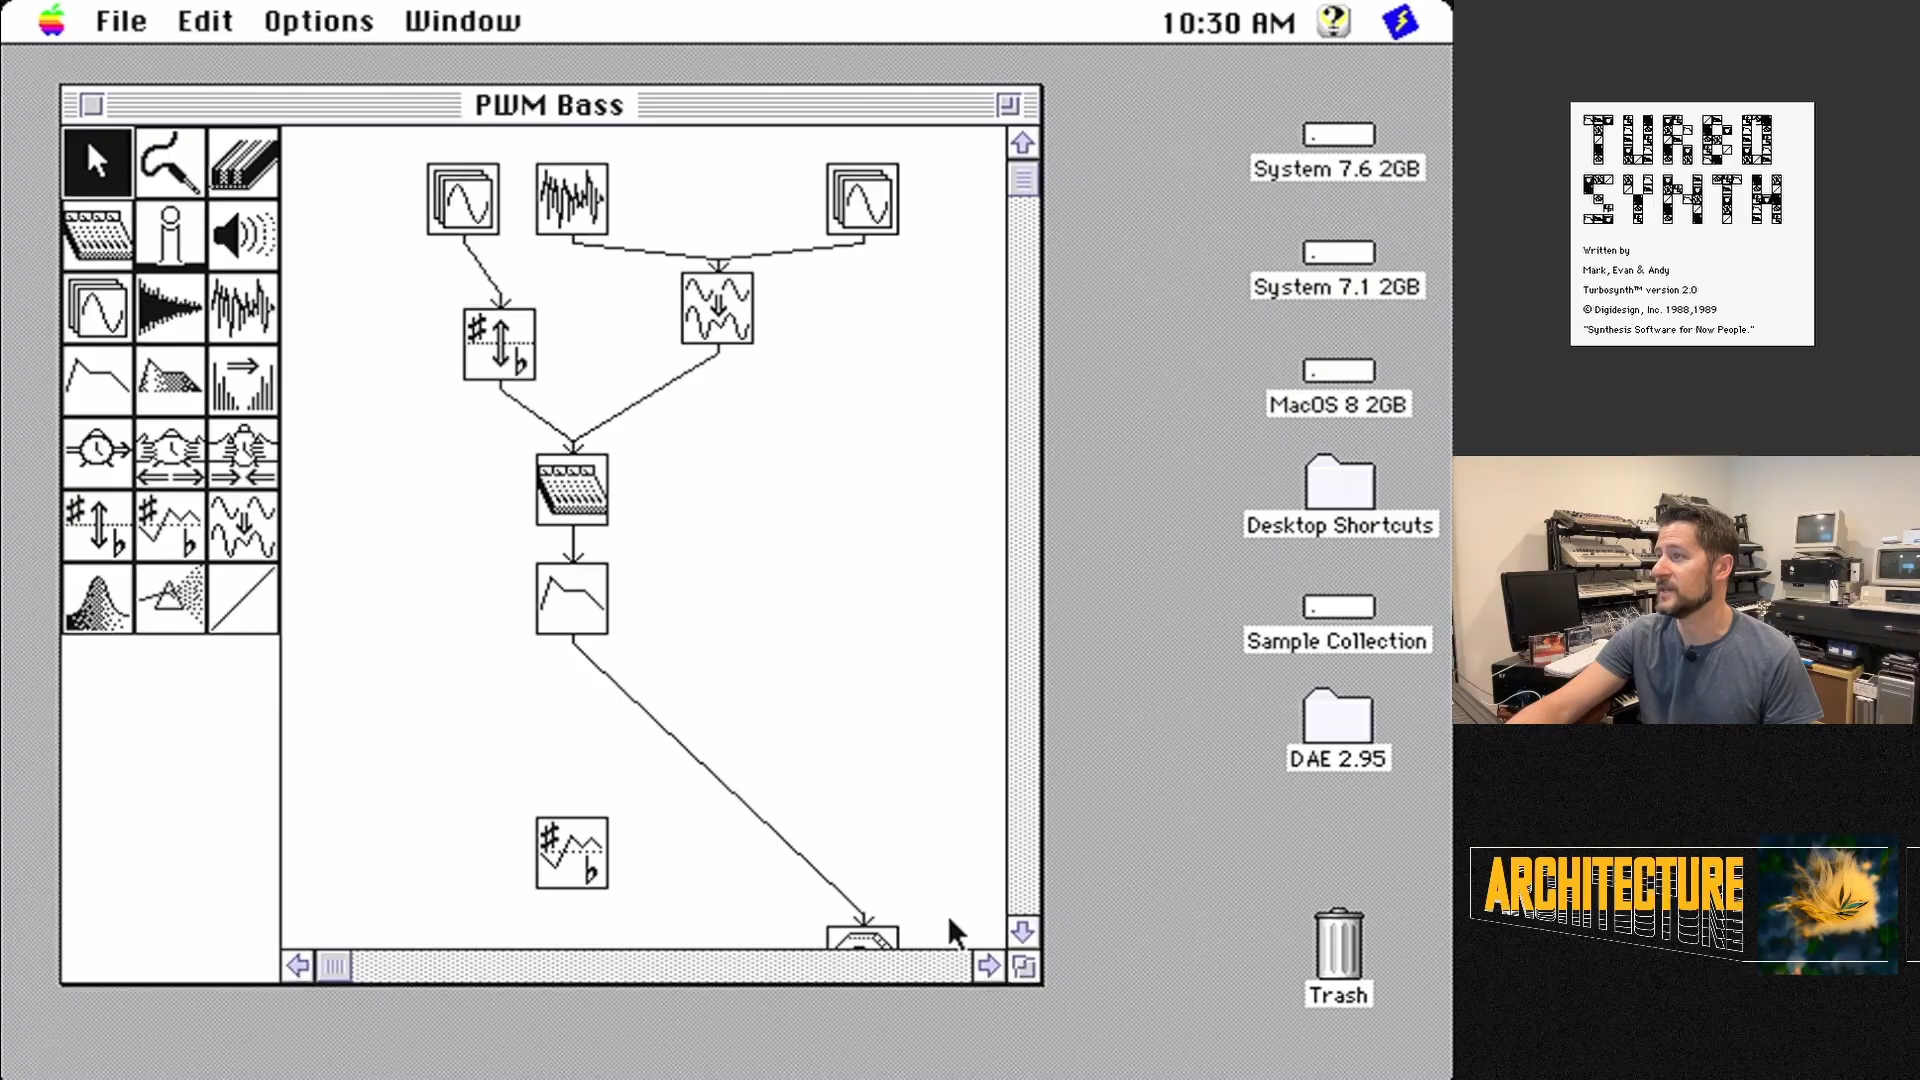 File Edit Options Window 10:30 AM
PWM Bass
System 7.6 2GB
System 7.1 2GB
MacOS 8 2GB
Desktop Shortcuts
Sample Collection
DAE 2.95
Trash
TURBO
SYNTH
Written by
Mark, Evan & Andy
Turbosynth™ version 2.0
© Digidesign, Inc. 1988,1989
"Synthesis Software for Now People."
ARCHITECTURE